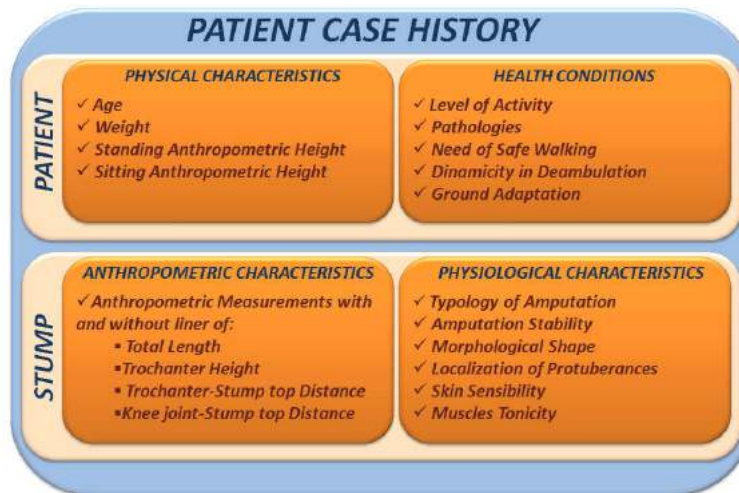 PATIENT CASE HISTORY
PATIENT
PHYSICAL CHARACTERISTICS
✓ Age
✓ Weight
✓ Standing Anthropometric Height
✓ Sitting Anthropometric Height
HEALTH CONDITIONS
✓ Level of Activity
✓ Pathologies
✓ Need of Safe Walking
✓ Dinamicity in Deambulation
✓ Ground Adaptation
STUMP
ANTHROPOMETRIC CHARACTERISTICS
✓Anthropometric Measurements with
and without liner of:
▪ Total Length
▪Trochanter Height
▪ Trochanter-Stump top Distance
▪Knee joint-Stump top Distance
PHYSIOLOGICAL CHARACTERISTICS
✓ Typology of Amputation
✓ Amputation Stability
✓ Morphological Shape
✓ Localization of Protuberances
✓ Skin Sensibility
✓ Muscles Tonicity